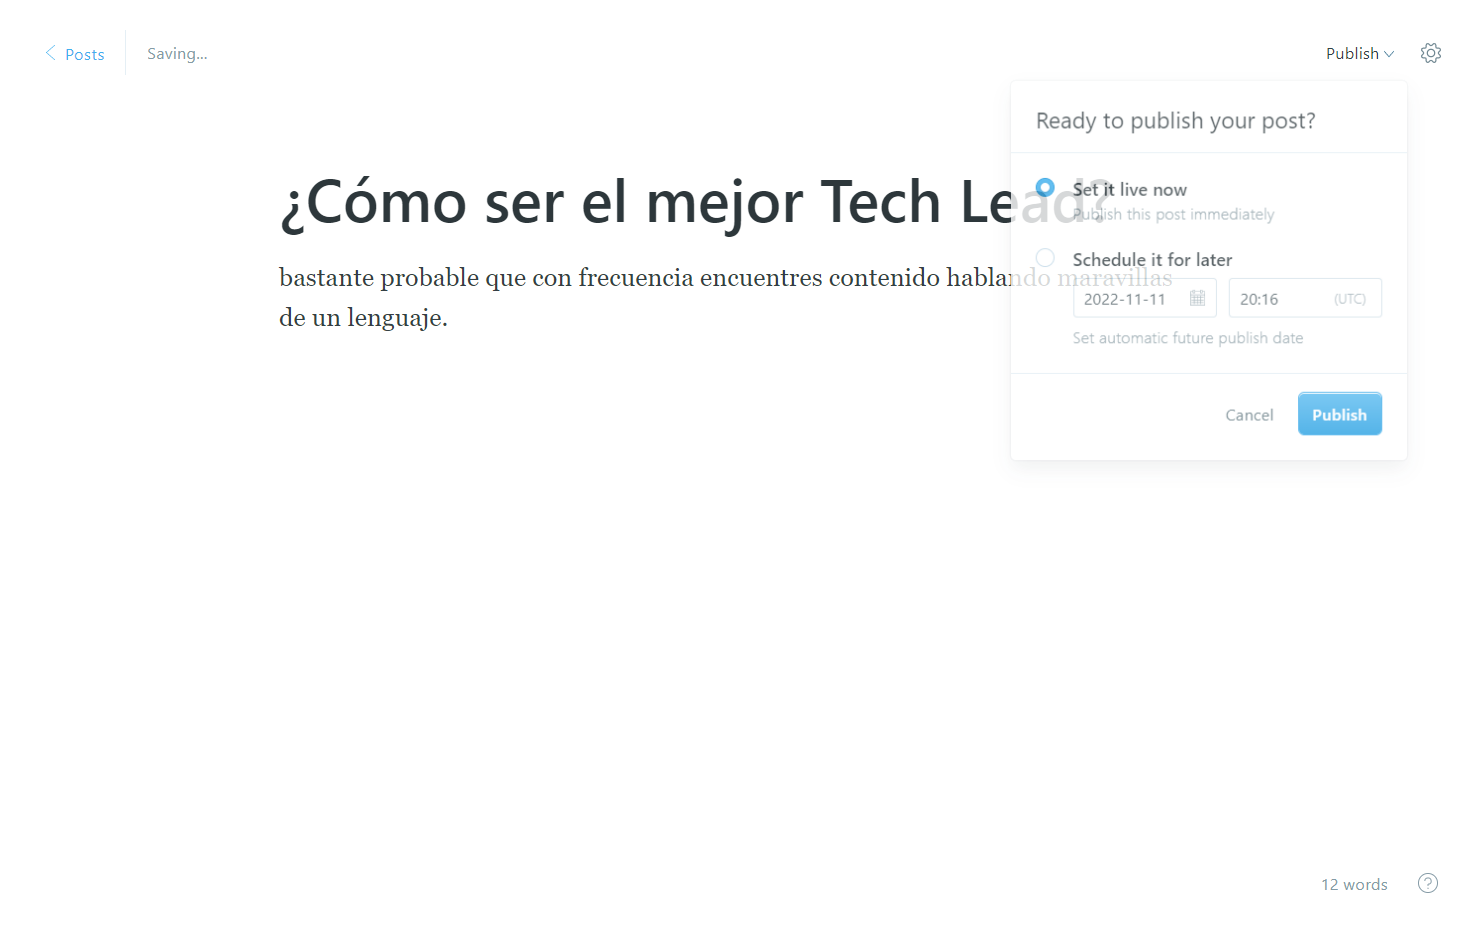 Posts
Saving...
Publish
Ready to publish your post?
¿Cómo ser el mejor Tech Lead?
Set it live now
Publish this post immediately
Schedule it for later
bastante probable que con frecuencia encuentres contenido hablando maravillas
de un lenguaje.
2022-11-11
20:16 (UTC)
Set automatic future publish date
Cancel Publish
12 words
?